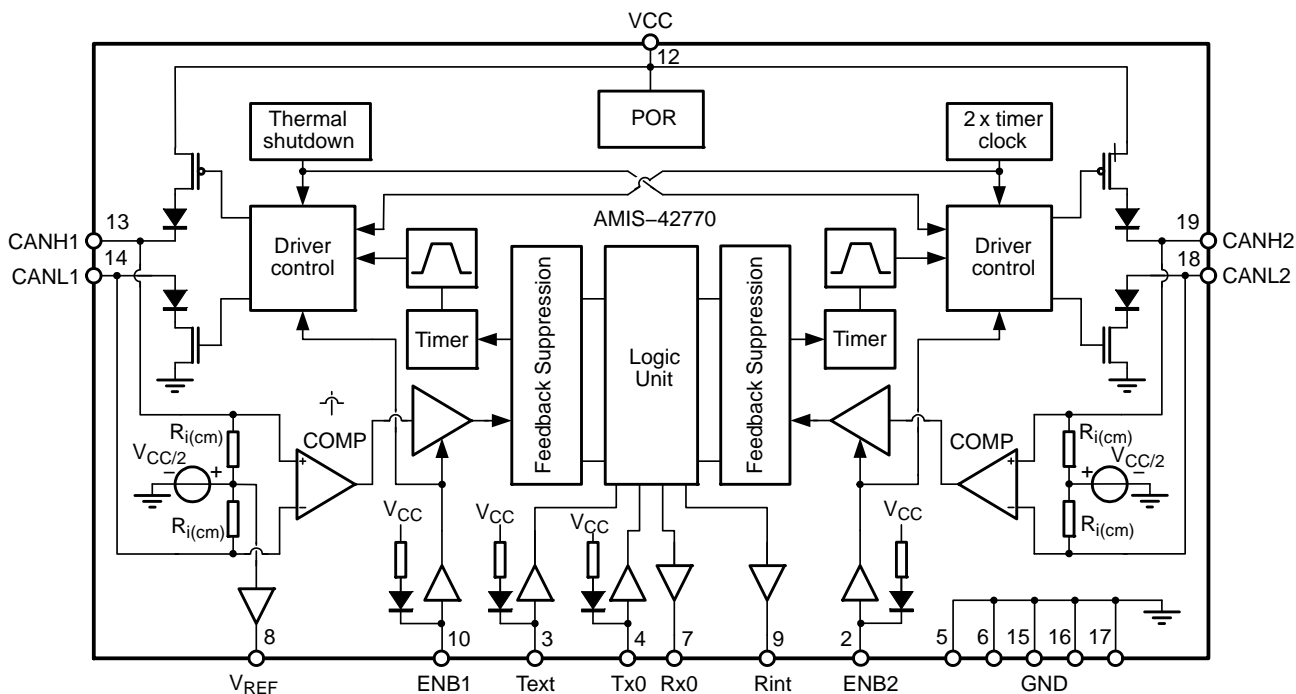 VCC
12
POR
Thermal
shutdown
2 x timer
clock
AMIS−42770
13
CANH1
14
CANL1
Driver
control
Driver
control
19
CANH2
18
CANL2
Timer
Feedback Suppression
Logic
Unit
Feedback Suppression
Timer
COMP
Ri(cm)
VCC/2
− +
Ri(cm)
+
−
COMP
Ri(cm)
VCC/2
+ −
Ri(cm)
+
−
VCC
VCC
VCC
VCC
8
10
3
4
7
9
2
5
6
15
16
17
VREF
ENB1
Text
Tx0
Rx0
Rint
ENB2
GND